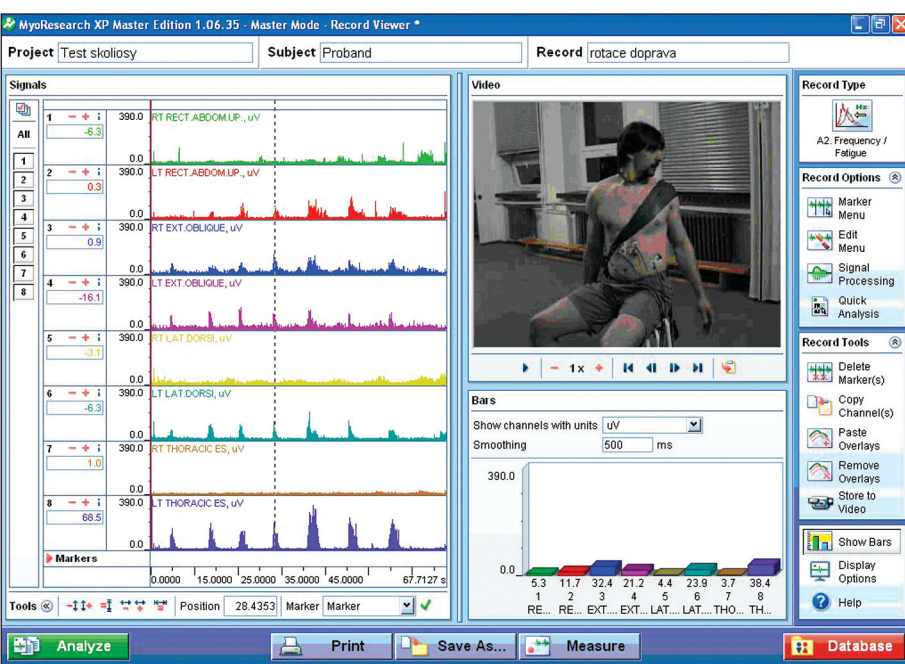 MyoResearch XP Master Edition 1.06.35 - Master Mode - Record Viewer *
Project Test skoliosy Subject Proband Record rotace doprava
Signals
All
1
2
3
4
5
6
7
8
1 - + i 390.0 RT RECT.ABDOM.UP., uV
-6.3
0.0
2 - + i 390.0 LT RECT.ABDOM.UP., uV
0.3
0.0
3 - + i 390.0 RT EXT.OBLIQUE, uV
0.9
0.0
4 - + i 390.0 LT EXT.OBLIQUE, uV
-16.1
0.0
5 - + i 390.0 RT LAT.DORSI, uV
-3.1
0.0
6 - + i 390.0 LT LAT.DORSI, uV
-6.3
0.0
7 - + i 390.0 RT THORACIC ES, uV
1.0
0.0
8 - + i 390.0 LT THORACIC ES, uV
68.5
0.0
Markers
0.0000 15.0000 25.0000 35.0000 45.0000 67.7127 s
Tools Position 28.4353 Marker Marker
Video
- 1x +
Bars
Show channels with units uV
Smoothing 500 ms
390.0
0.0
5.3 11.7 32.4 21.2 4.4 23.9 3.7 38.4
1 2 3 4 5 6 7 8
RE... RE... EXT.... EXT... LAT.... LAT... THO... TH...
Record Type
Hz
A2. Frequency /
Fatigue
Record Options
Marker
Menu
Edit
Menu
Signal
Processing
Quick
Analysis
Record Tools
Delete
Marker(s)
Copy
Channel(s)
Paste
Overlays
Remove
Overlays
Store to
Video
Show Bars
Display
Options
Help
Analyze Print Save As... Measure Database